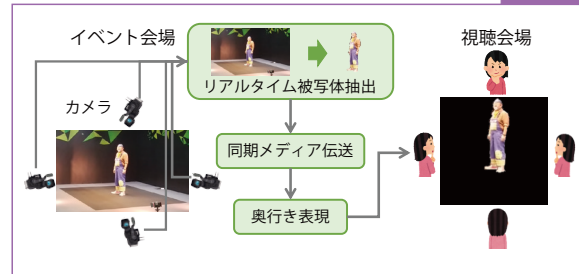 イベント会場
視聴会場
リアルタイム被写体抽出
カメラ
同期メディア伝送
奥行き表現